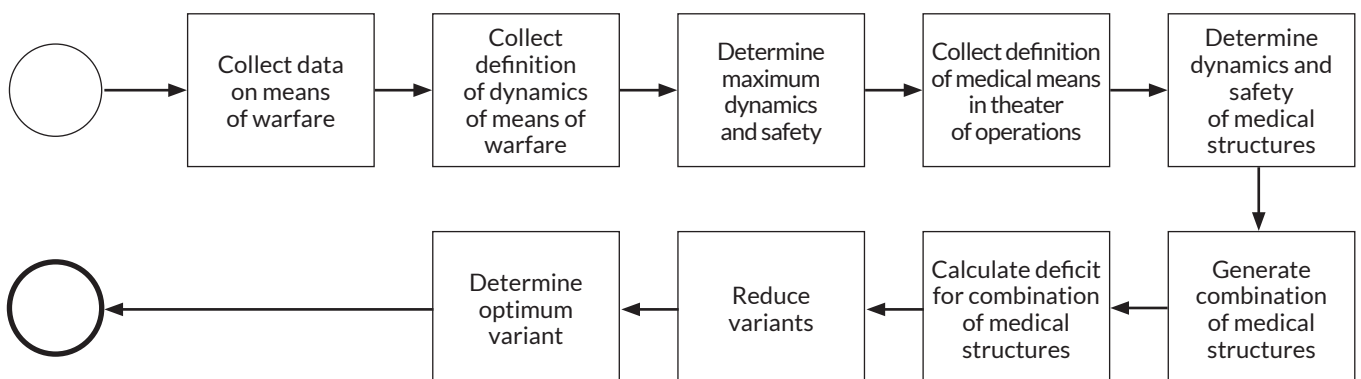 Collect data
on means
of warfare
Collect
definition
of dynamics
of means of
warfare
Determine
maximum
dynamics
and safety
Collect definition
of medical means
in theater
of operations
Determine
dynamics and
safety
of medical
structures
Generate
combination
of medical
structures
Calculate deficit
for combination
of medical
structures
Reduce
variants
Determine
optimum
variant